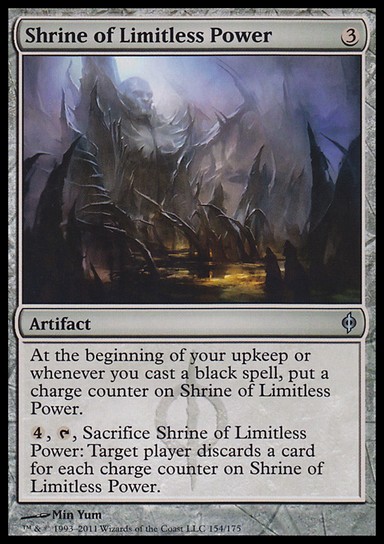 Shrine of Limitless Power 3
Artifact
At the beginning of your upkeep or
whenever you cast a black spell, put a
charge counter on Shrine of Limitless
Power.
4, , Sacrifice Shrine of Limitless
Power: Target player discards a card
for each charge counter on Shrine of
Limitless Power.
Min Yum
™ & © 1993–2011 Wizards of the Coast LLC 154/175